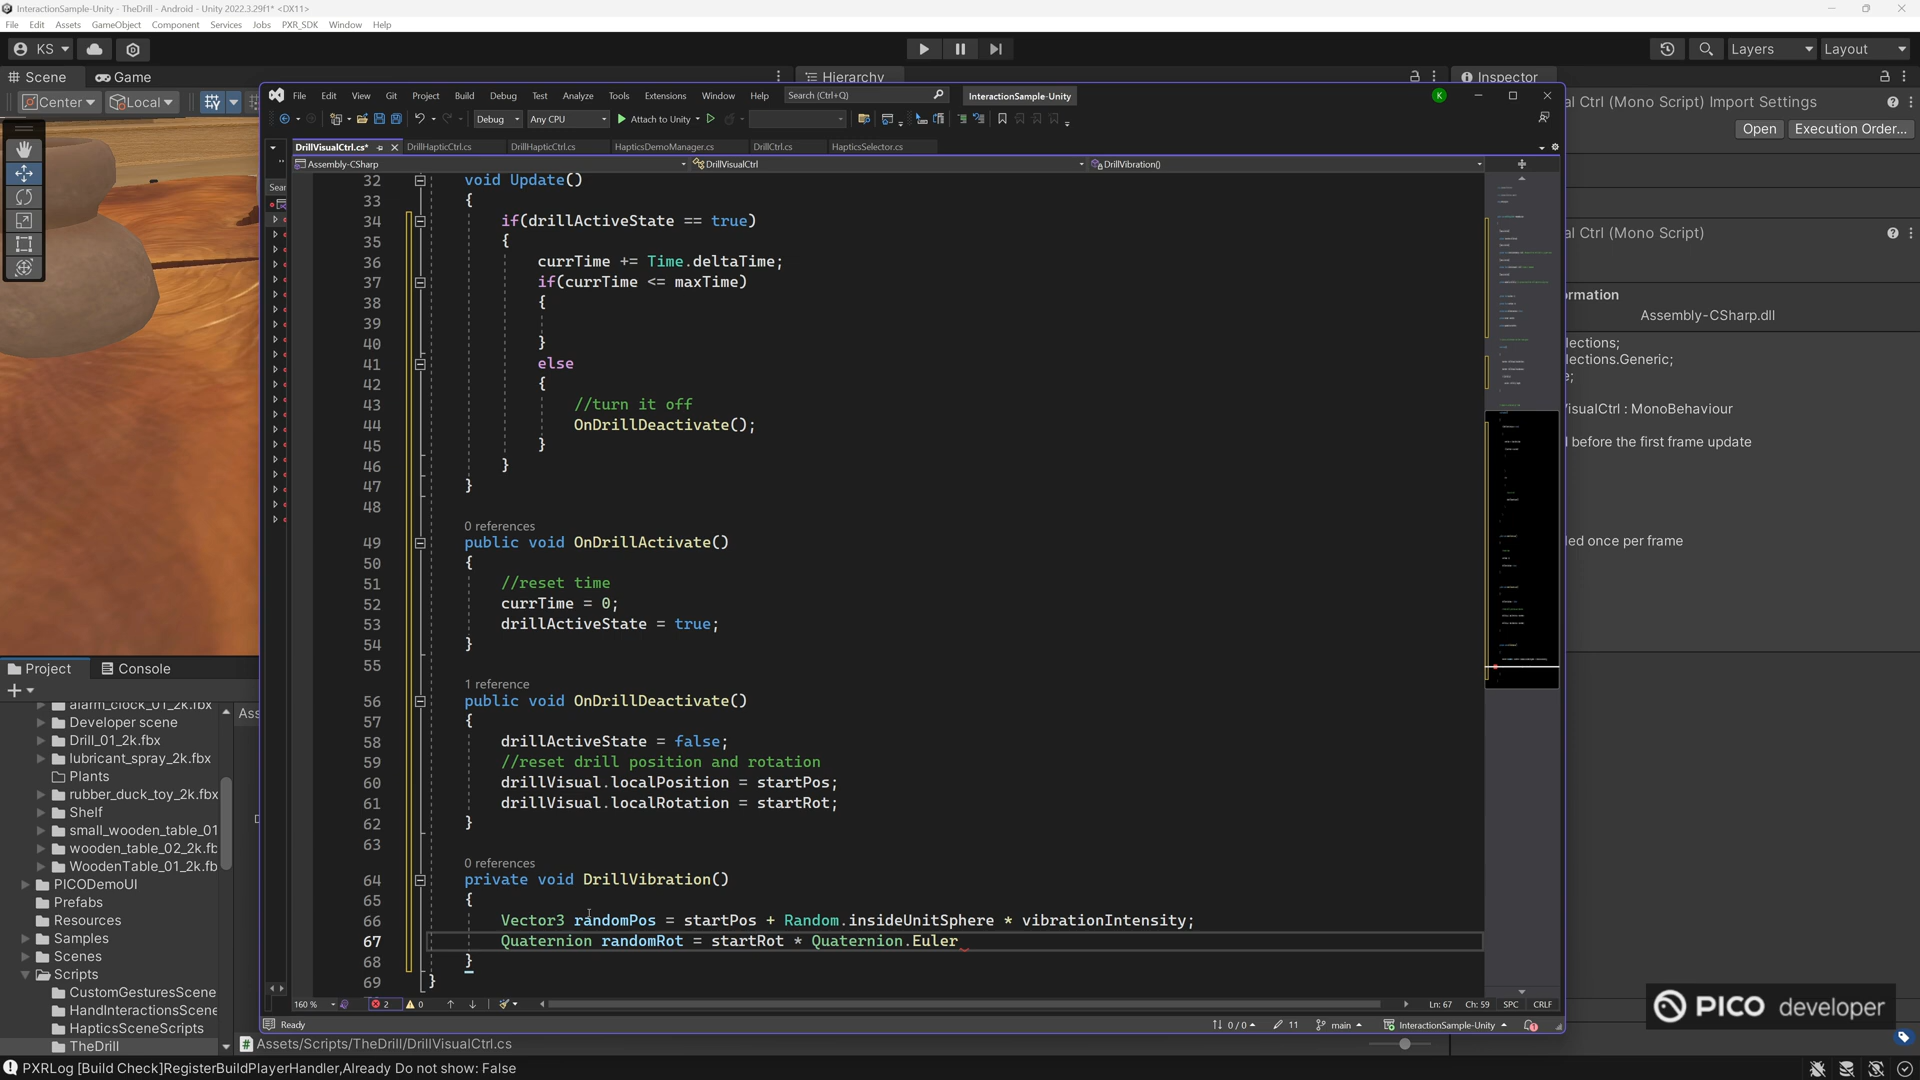 InteractionSample-Unity - TheDrill - Android - Unity 2022.3.29f1* <DX11>
File Edit Assets GameObject Component Services Jobs PXR_SDK Window Help
KS
Layers Layout
Scene Game Hierarchy Inspector
Center Local
File Edit View Git Project Build Debug Test Analyze Tools Extensions Window Help Search (Ctrl+Q) InteractionSample-Unity
K
al Ctrl (Mono Script) Import Settings
Debug Any CPU Attach to Unity
Open Execution Order...
DrillVisualCtrl.cs* DrillHapticCtrl.cs DrillHapticCtrl.cs HapticsDemoManager.cs DrillCtrl.cs HapticsSelector.cs
Assembly-CSharp DrillVisualCtrl DrillVibration()
Sear
32 void Update()
33 {
34 if(drillActiveState == true)
35 {
36 currTime += Time.deltaTime;
37 if(currTime <= maxTime)
38 {
39
40 }
41 else
42 {
43 //turn it off
44 OnDrillDeactivate();
45 }
46 }
47 }
48
0 references
49 public void OnDrillActivate()
50 {
51 //reset time
52 currTime = 0;
53 drillActiveState = true;
54 }
55
1 reference
56 public void OnDrillDeactivate()
57 {
58 drillActiveState = false;
59 //reset drill position and rotation
60 drillVisual.localPosition = startPos;
61 drillVisual.localRotation = startRot;
62 }
63
0 references
64 private void DrillVibration()
65 {
66 Vector3 randomPos = startPos + Random.insideUnitSphere * vibrationIntensity;
67 Quaternion randomRot = startRot * Quaternion.Euler
68 }
69 }
160 % 2 0 Ln: 67 Ch: 59 SPC CRLF
Ready 0 / 0 11 main InteractionSample-Unity 1
al Ctrl (Mono Script)
rmation
Assembly-CSharp.dll
lections;
lections.Generic;
e;
isualCtrl : MonoBehaviour
l before the first frame update
led once per frame
Project Console
Ass
alarm_clock_01_2k.fbx
Developer scene
Drill_01_2k.fbx
lubricant_spray_2k.fbx
Plants
rubber_duck_toy_2k.fbx
Shelf
small_wooden_table_01
wooden_table_02_2k.fb
WoodenTable_01_2k.fb
PICODemoUI
Prefabs
Resources
Samples
Scenes
Scripts
CustomGesturesScene
HandInteractionsScene
HapticsSceneScripts
TheDrill
Assets/Scripts/TheDrill/DrillVisualCtrl.cs
PICO developer
PXRLog [Build Check]RegisterBuildPlayerHandler,Already Do not show: False